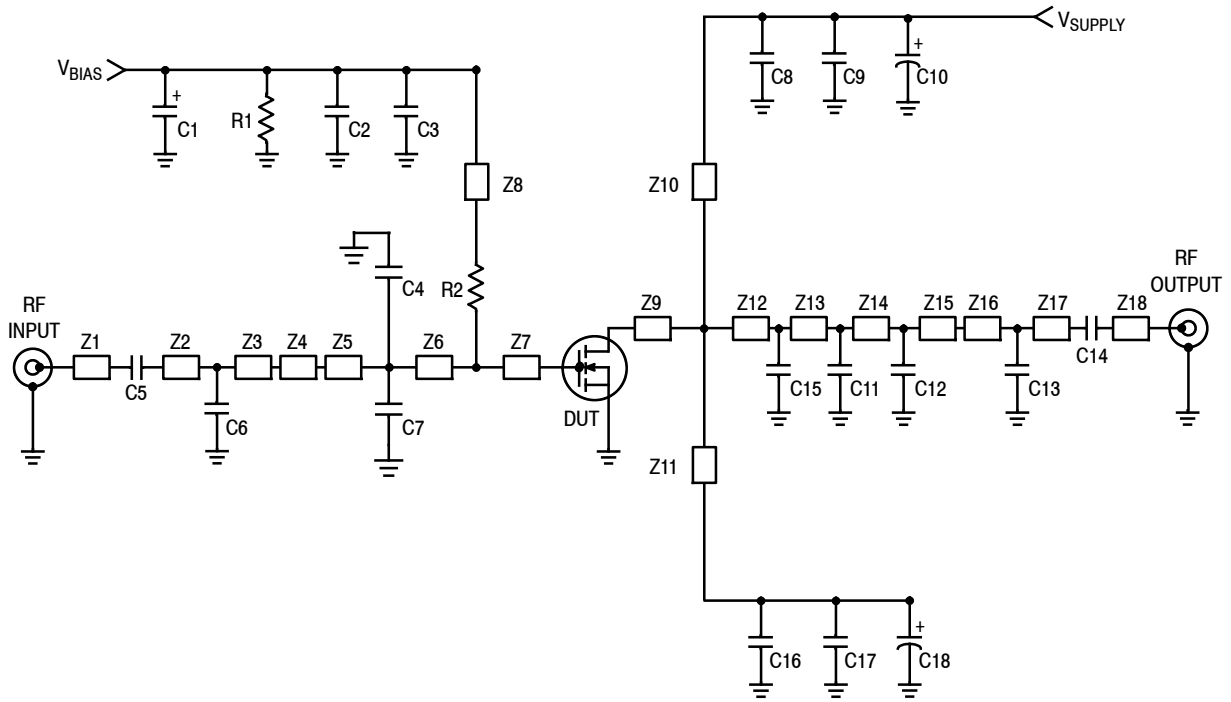 V_SUPPLY
V_BIAS
+
C1
R1
C2
C3
C8
C9
+
C10
Z8
Z10
C4
R2
RF
INPUT
Z1
C5
Z2
C6
Z3
Z4
Z5
C7
Z6
Z7
DUT
Z9
Z12
C15
Z13
C11
Z14
C12
Z15
Z16
C13
Z17
C14
Z18
RF
OUTPUT
Z11
C16
C17
+
C18